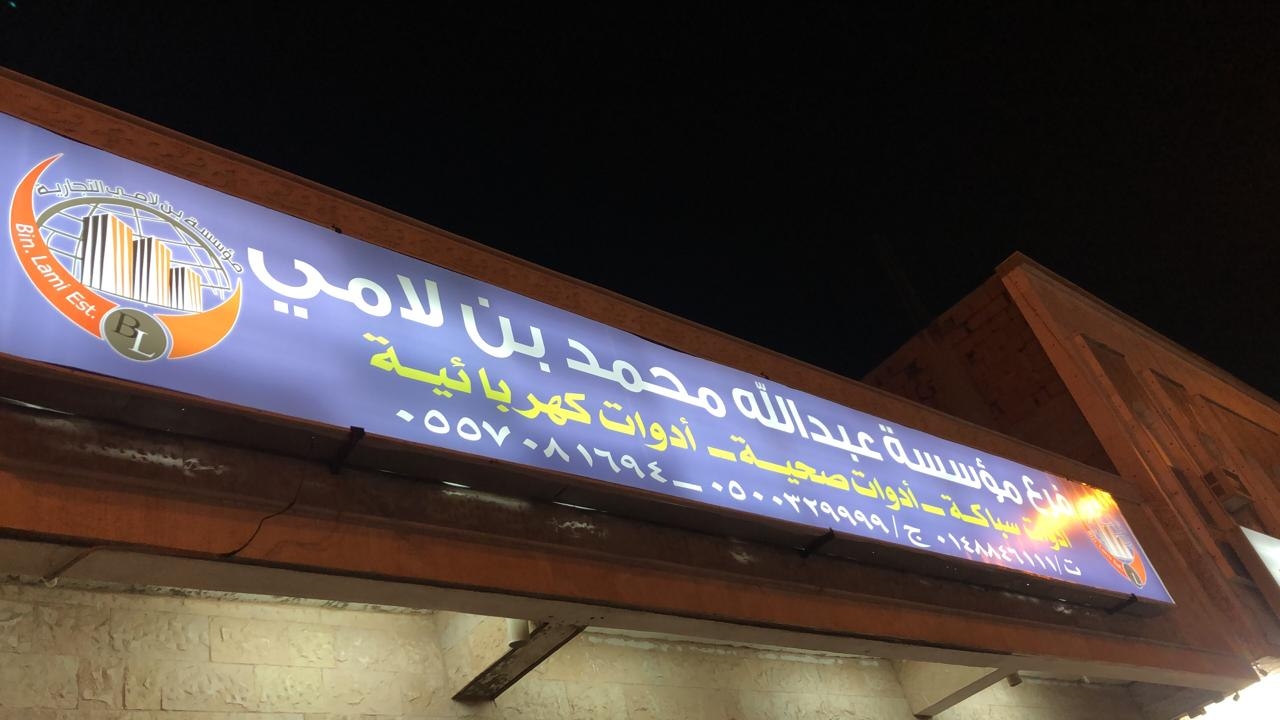 فرع مؤسسة عبدالله محمد بن لامي
أدوات سباكة - أدوات صحية - أدوات كهربائية
ت/٠١٤٨٨٤٦١١١ ج/٠٥٠٠٣٢٩٩٩٩ - ٠٥٥٧٠٨١٦٩٤
مؤسسة بن لامي التجارية
Bin. Lami Est.
BL